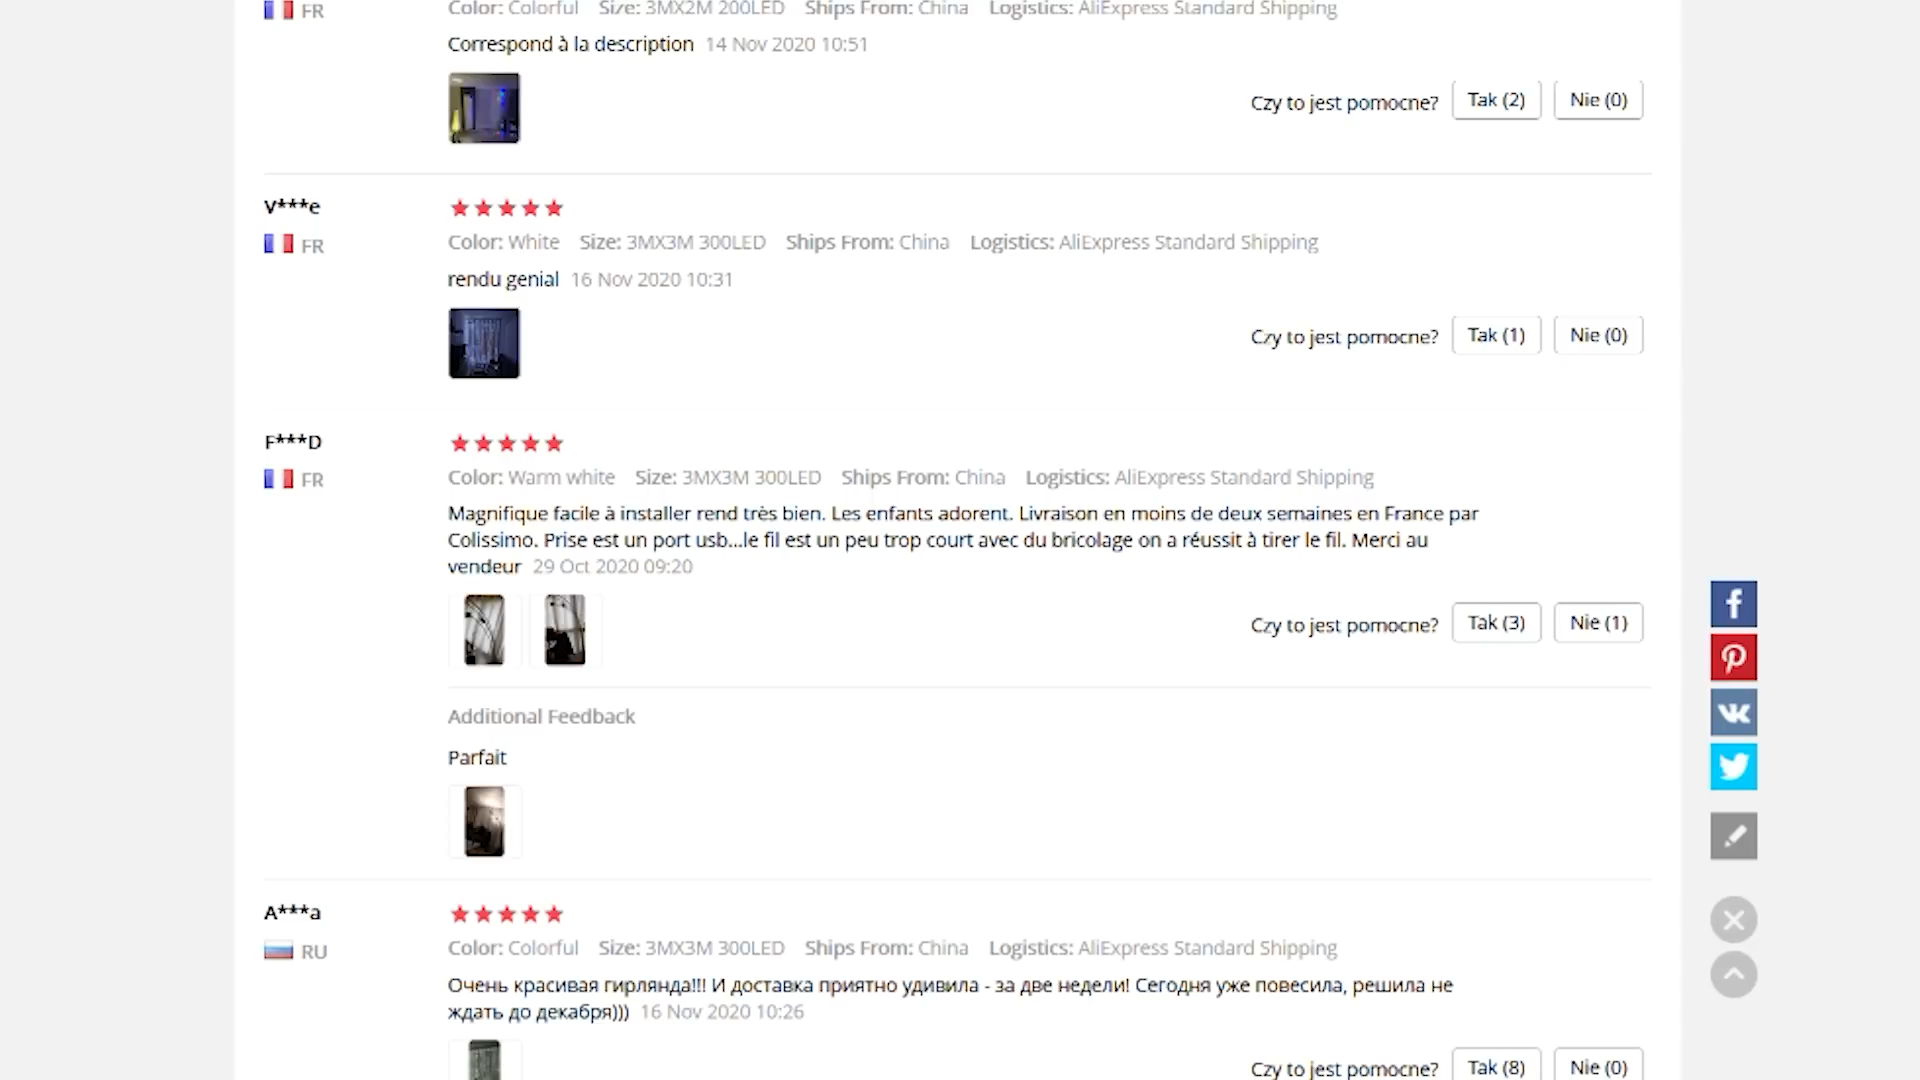 FR
Color: Colorful Size: 3MX2M 200LED Ships From: China Logistics: AliExpress Standard Shipping
Correspond à la description 14 Nov 2020 10:51
Czy to jest pomocne? Tak (2) Nie (0)
V***e
FR
Color: White Size: 3MX3M 300LED Ships From: China Logistics: AliExpress Standard Shipping
rendu genial 16 Nov 2020 10:31
Czy to jest pomocne? Tak (1) Nie (0)
F***D
FR
Color: Warm white Size: 3MX3M 300LED Ships From: China Logistics: AliExpress Standard Shipping
Magnifique facile à installer rend très bien. Les enfants adorent. Livraison en moins de deux semaines en France par
Colissimo. Prise est un port usb...le fil est un peu trop court avec du bricolage on a réussit à tirer le fil. Merci au
vendeur 29 Oct 2020 09:20
Czy to jest pomocne? Tak (3) Nie (1)
Additional Feedback
Parfait
A***a
RU
Color: Colorful Size: 3MX3M 300LED Ships From: China Logistics: AliExpress Standard Shipping
Очень красивая гирлянда!!! И доставка приятно удивила - за две недели! Сегодня уже повесила, решила не
ждать до декабря))) 16 Nov 2020 10:26
Czy to jest pomocne? Tak (8) Nie (0)